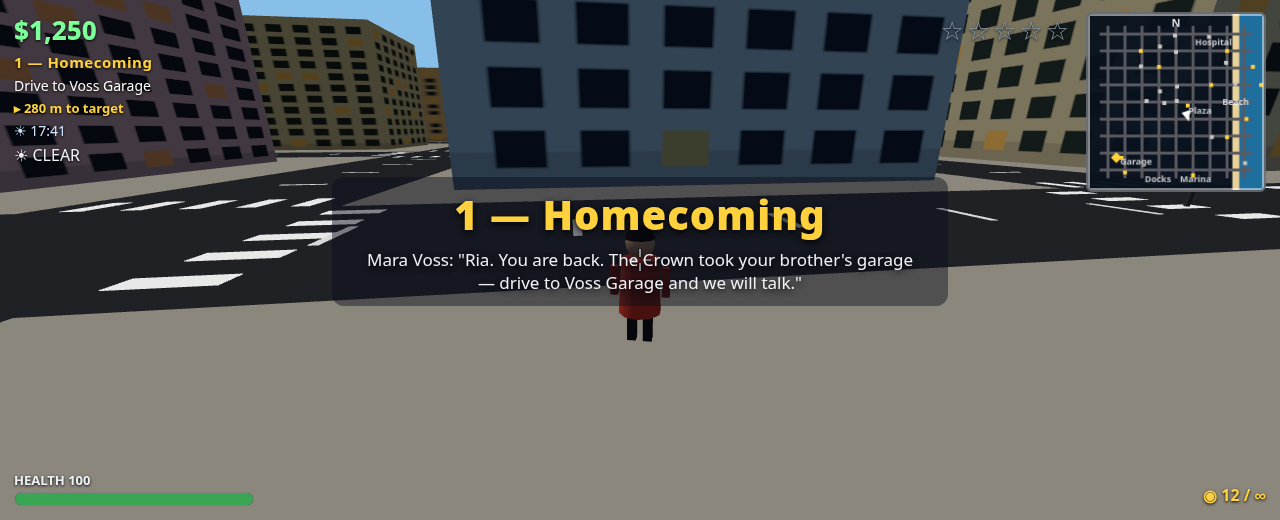 $1,250
1 — Homecoming
Drive to Voss Garage
▸ 280 m to target
☀ 17:41
☀ CLEAR
☆ ☆ ☆ ☆ ☆
N
Hospital
Beach
Plaza
Garage
Docks Marina
1 — Homecoming
Mara Voss: "Ria. You are back. The Crown took your brother's garage
— drive to Voss Garage and we will talk."
HEALTH 100
◉ 12 / ∞